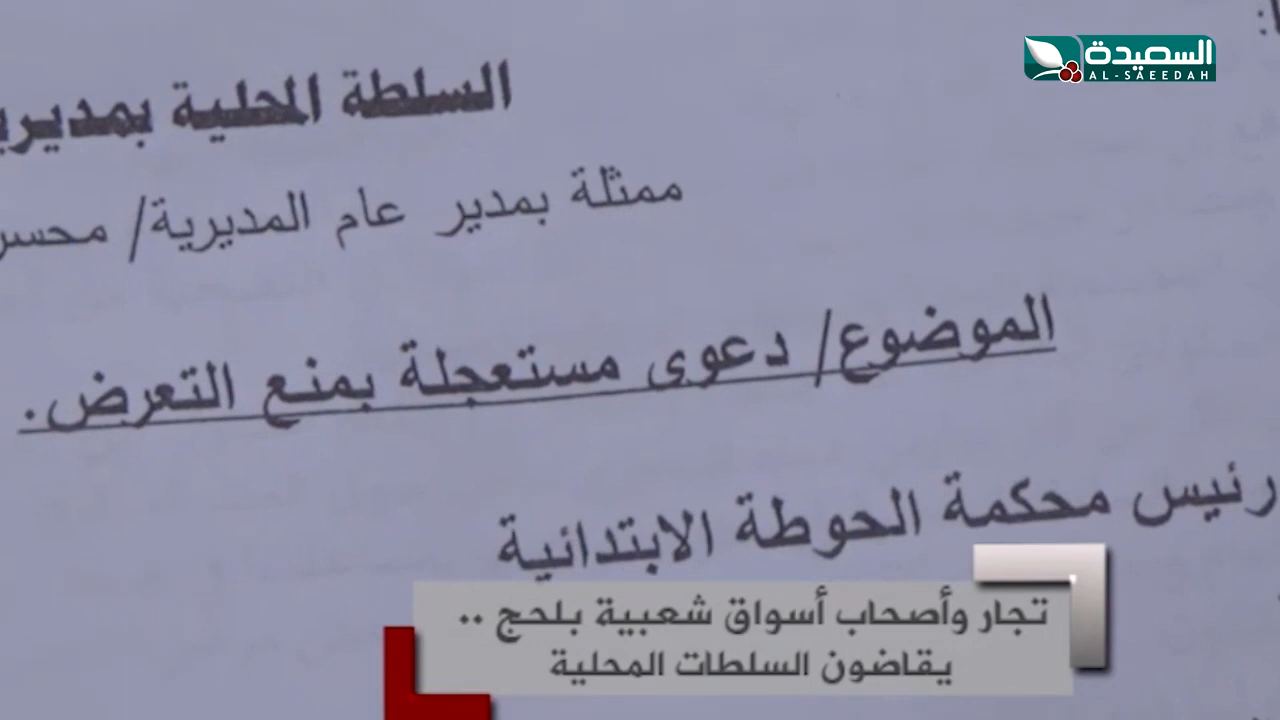 السعيدة
AL-SAEEDAH
السلطة المحلية
ممثلة بمدير عام المديرية/
الموضوع/ دعوى مستعجلة بمنع التعرض.
رئيس محكمة الحوطة الابتدائية
تجار وأصحاب أسواق شعبية بلحج ..
يقاضون السلطات المحلية